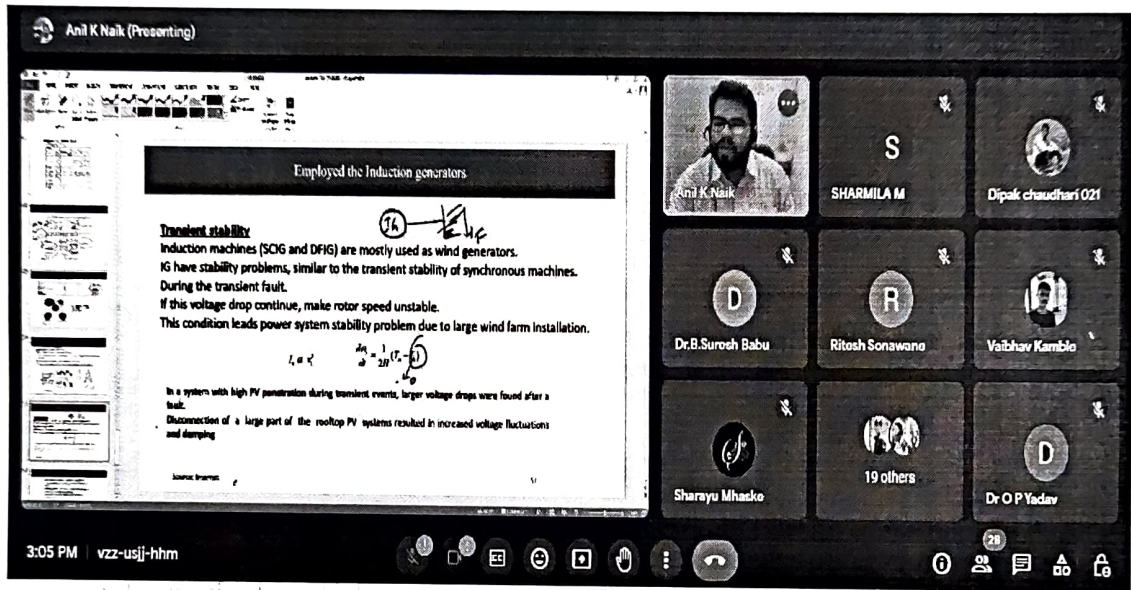 Anil K Naik (Presenting)
Employed the Induction generators
Transient stability
Induction machines (SCIG and DFIG) are mostly used as wind generators.
IG have stability problems, similar to the transient stability of synchronous machines.
During the transient fault.
If this voltage drop continue, make rotor speed unstable.
This condition leads power system stability problem due to large wind farm installation.
In a system with high PV penetration during transient events, larger voltage drops were found after a
fault.
Disconnection of a large part of the rooftop PV systems resulted in increased voltage fluctuations
and damping
Source: Internet
Anil K Naik
S
SHARMILA M
Dipak chaudhari 021
D
Dr.B.Suresh Babu
R
Ritesh Sonawane
Vaibhav Kamble
Sharayu Mhaske
19 others
D
Dr O P Yadav
3:05 PM | vzz-usjj-hhm
28